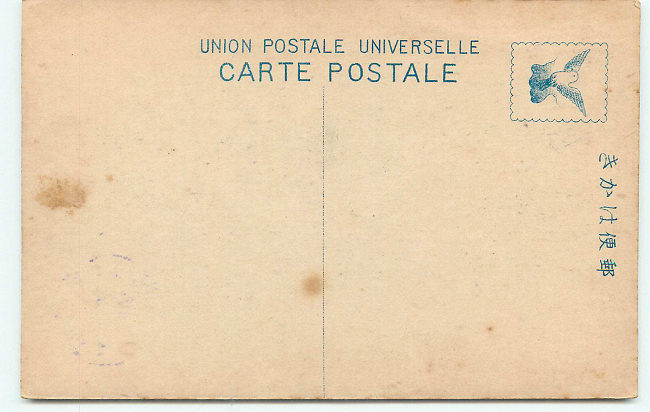 UNION POSTALE UNIVERSELLE
CARTE POSTALE
郵便はかき